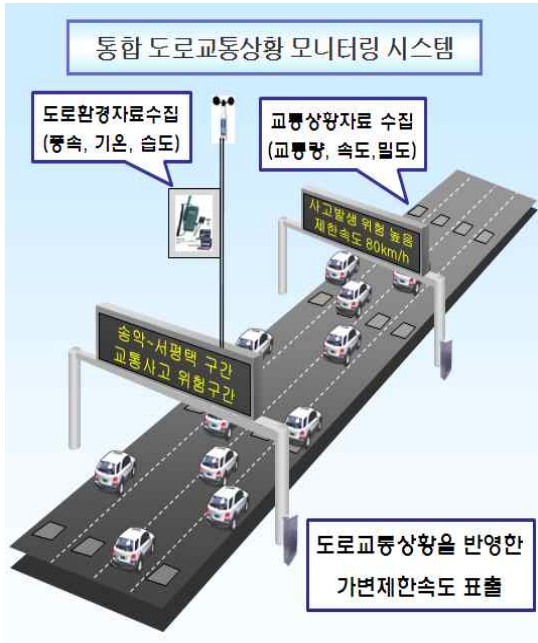 통합 도로교통상황 모니터링 시스템
도로환경자료수집
(풍속, 기온, 습도)
교통상황자료 수집
(교통량, 속도,밀도)
사고발생 위험 높음
제한속도 80km/h
송악~서평택 구간
교통사고 위험구간
도로교통상황을 반영한
가변제한속도 표출